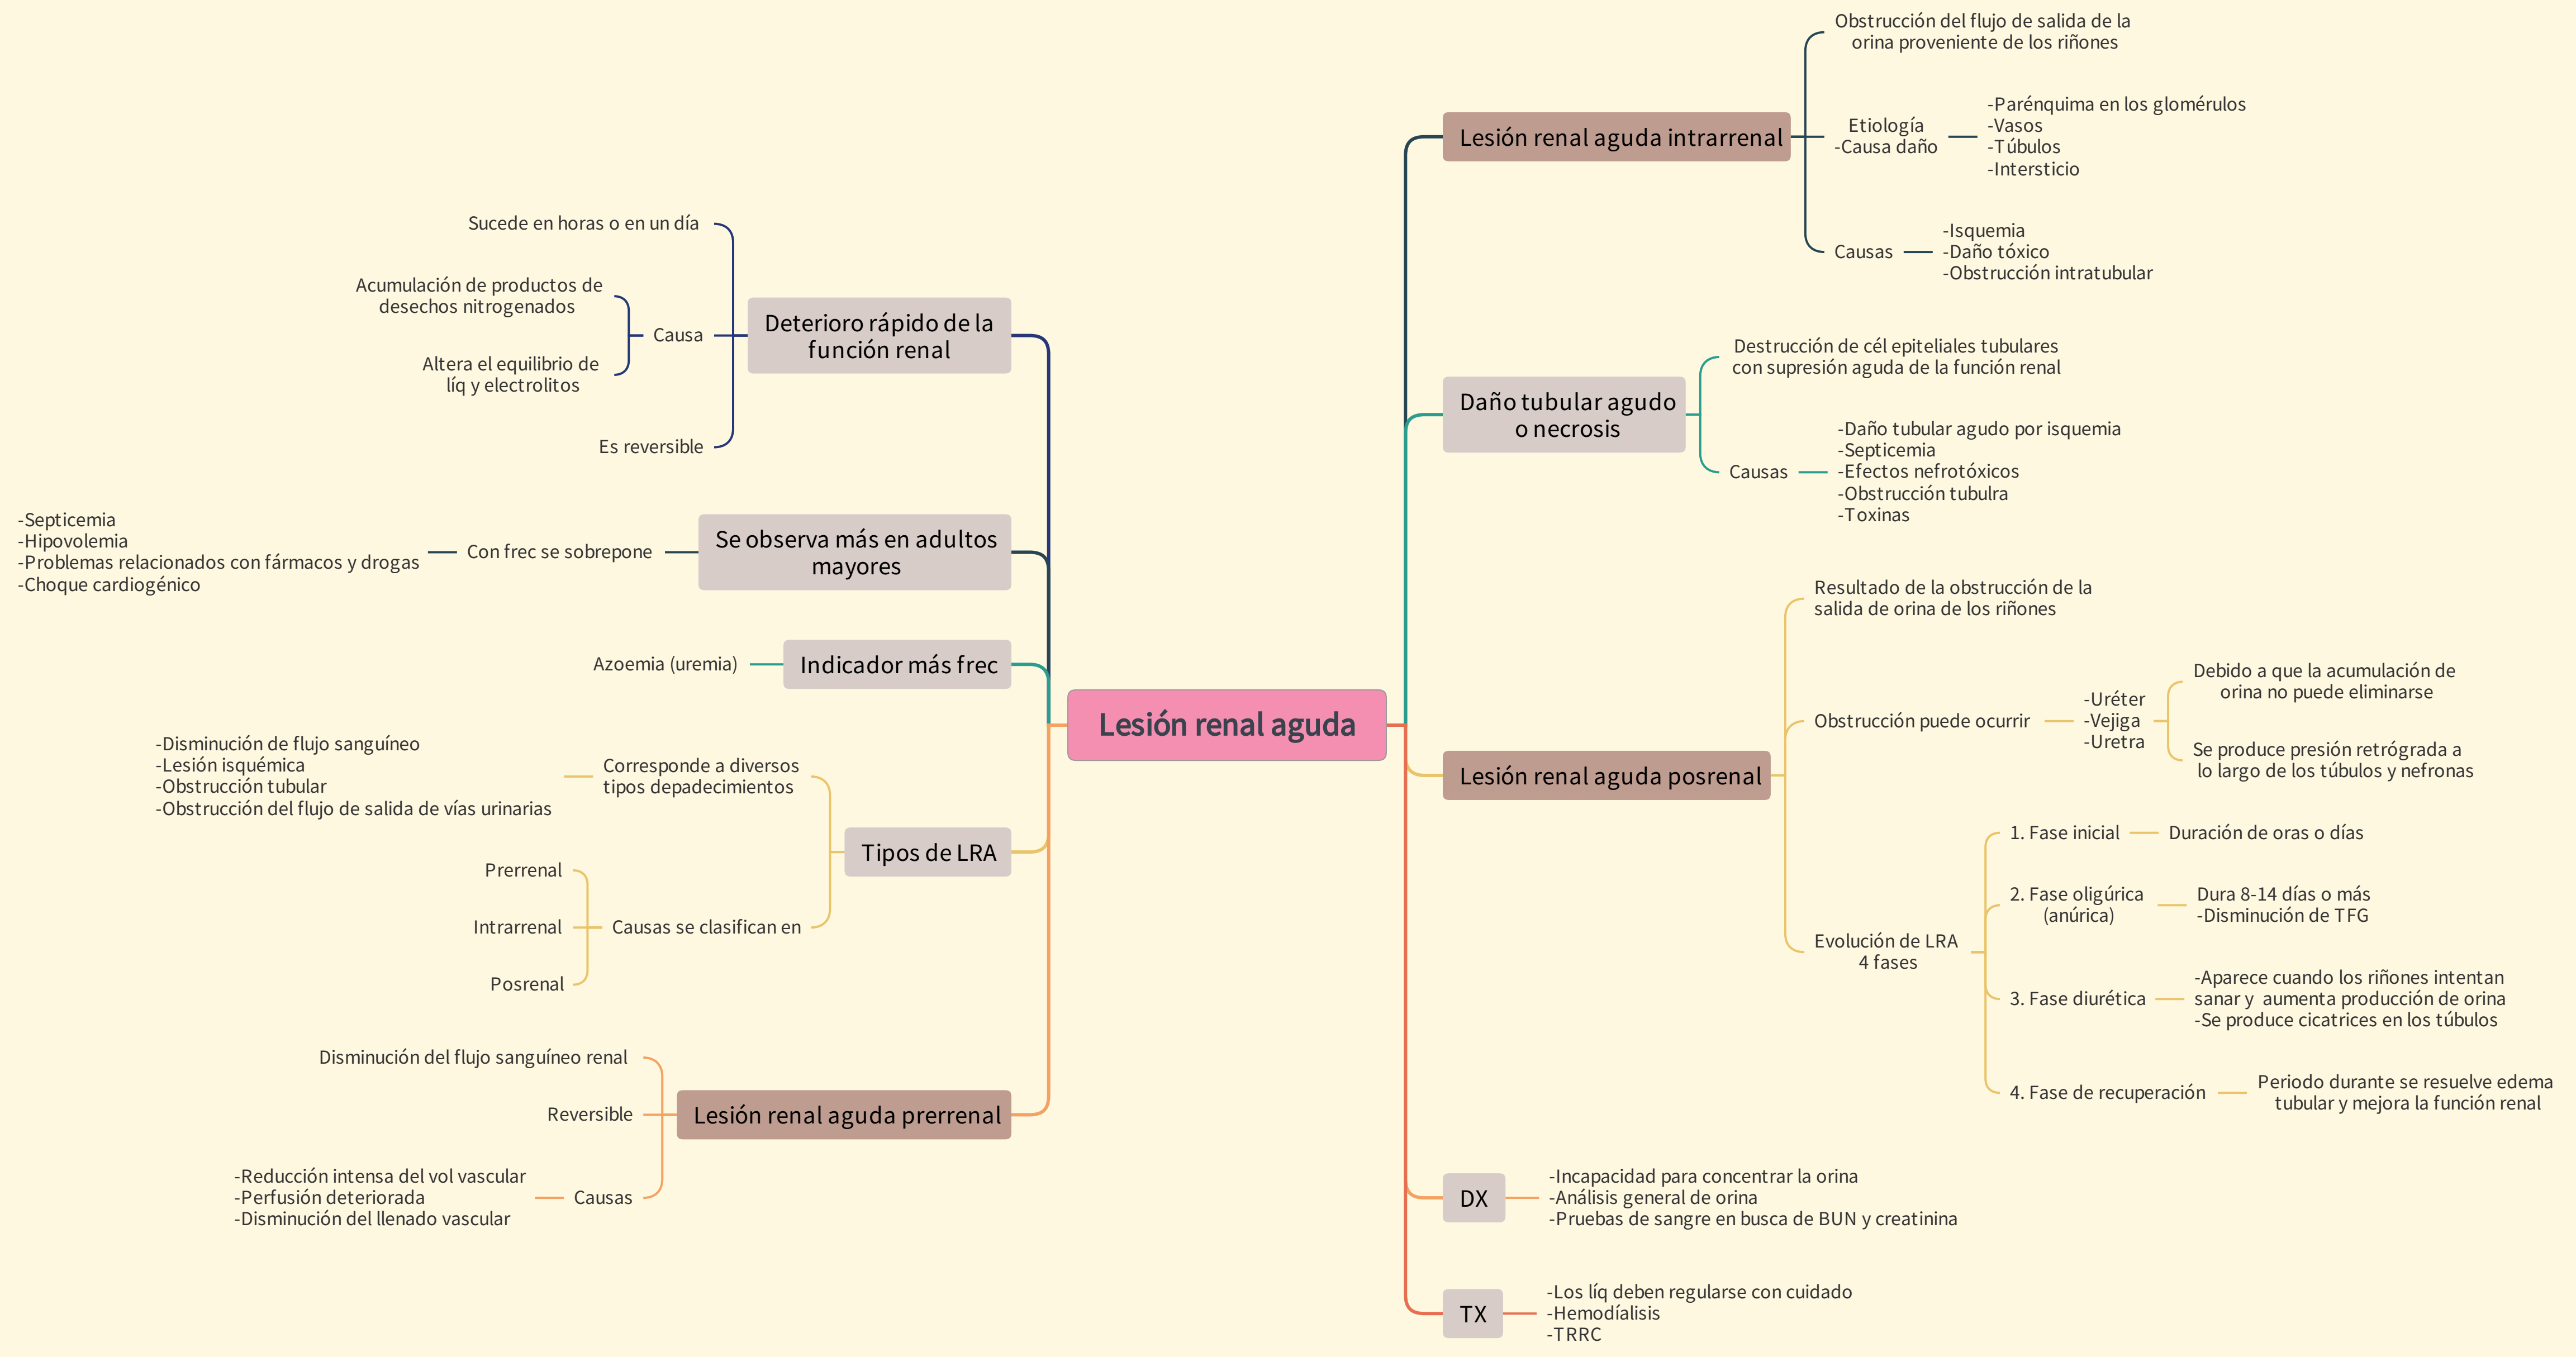 Lesión renal aguda
Deterioro rápido de la
función renal
Sucede en horas o en un día
Causa
Acumulación de productos de
desechos nitrogenados
Altera el equilibrio de
líq y electrolitos
Es reversible
Se observa más en adultos
mayores
Con frec se sobrepone
-Septicemia
-Hipovolemia
-Problemas relacionados con fármacos y drogas
-Choque cardiogénico
Indicador más frec
Azoemia (uremia)
Tipos de LRA
Corresponde a diversos
tipos depadecimientos
-Disminución de flujo sanguíneo
-Lesión isquémica
-Obstrucción tubular
-Obstrucción del flujo de salida de vías urinarias
Causas se clasifican en
Prerrenal
Intrarrenal
Posrenal
Lesión renal aguda prerrenal
Disminución del flujo sanguíneo renal
Reversible
Causas
-Reducción intensa del vol vascular
-Perfusión deteriorada
-Disminución del llenado vascular
Lesión renal aguda intrarrenal
Obstrucción del flujo de salida de la
orina proveniente de los riñones
Etiología
-Causa daño
-Parénquima en los glomérulos
-Vasos
-Túbulos
-Intersticio
Causas
-Isquemia
-Daño tóxico
-Obstrucción intratubular
Daño tubular agudo
o necrosis
Destrucción de cél epiteliales tubulares
con supresión aguda de la función renal
Causas
-Daño tubular agudo por isquemia
-Septicemia
-Efectos nefrotóxicos
-Obstrucción tubulra
-Toxinas
Lesión renal aguda posrenal
Resultado de la obstrucción de la
salida de orina de los riñones
Obstrucción puede ocurrir
-Uréter
-Vejiga
-Uretra
Debido a que la acumulación de
orina no puede eliminarse
Se produce presión retrógrada a
lo largo de los túbulos y nefronas
Evolución de LRA
4 fases
1. Fase inicial
Duración de oras o días
2. Fase oligúrica
(anúrica)
Dura 8-14 días o más
-Disminución de TFG
3. Fase diurética
-Aparece cuando los riñones intentan
sanar y aumenta producción de orina
-Se produce cicatrices en los túbulos
4. Fase de recuperación
Periodo durante se resuelve edema
tubular y mejora la función renal
DX
-Incapacidad para concentrar la orina
-Análisis general de orina
-Pruebas de sangre en busca de BUN y creatinina
TX
-Los líq deben regularse con cuidado
-Hemodíalisis
-TRRC